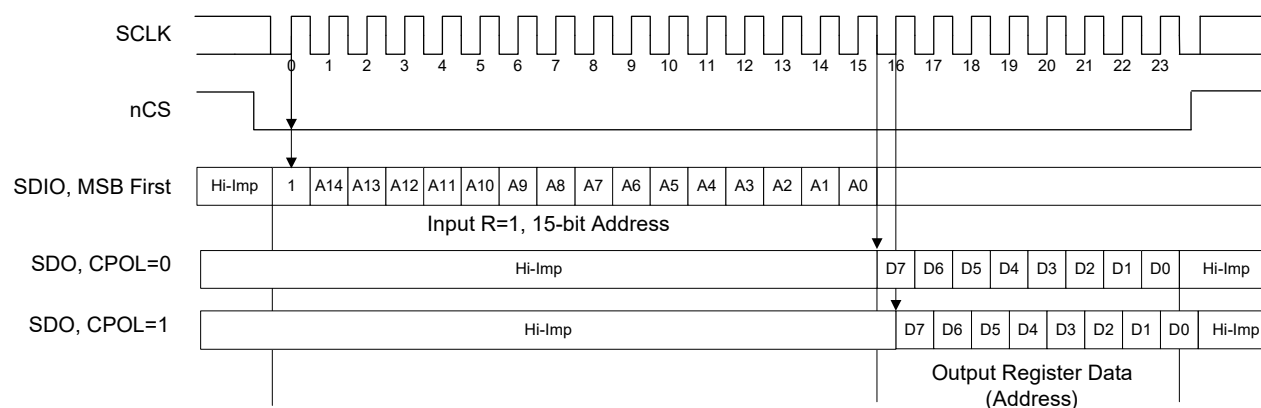 SCLK
0 1 2 3 4 5 6 7 8 9 10 11 12 13 14 15 16 17 18 19 20 21 22 23
nCS
SDIO, MSB First Hi-Imp 1 A14 A13 A12 A11 A10 A9 A8 A7 A6 A5 A4 A3 A2 A1 A0
Input R=1, 15-bit Address
SDO, CPOL=0 Hi-Imp D7 D6 D5 D4 D3 D2 D1 D0 Hi-Imp
SDO, CPOL=1 Hi-Imp D7 D6 D5 D4 D3 D2 D1 D0 Hi-Imp
Output Register Data
(Address)